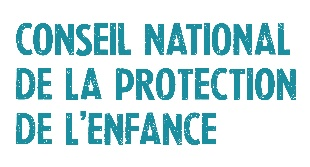 CONSEIL NATIONAL
DE LA PROTECTION
DE L'ENFANCE